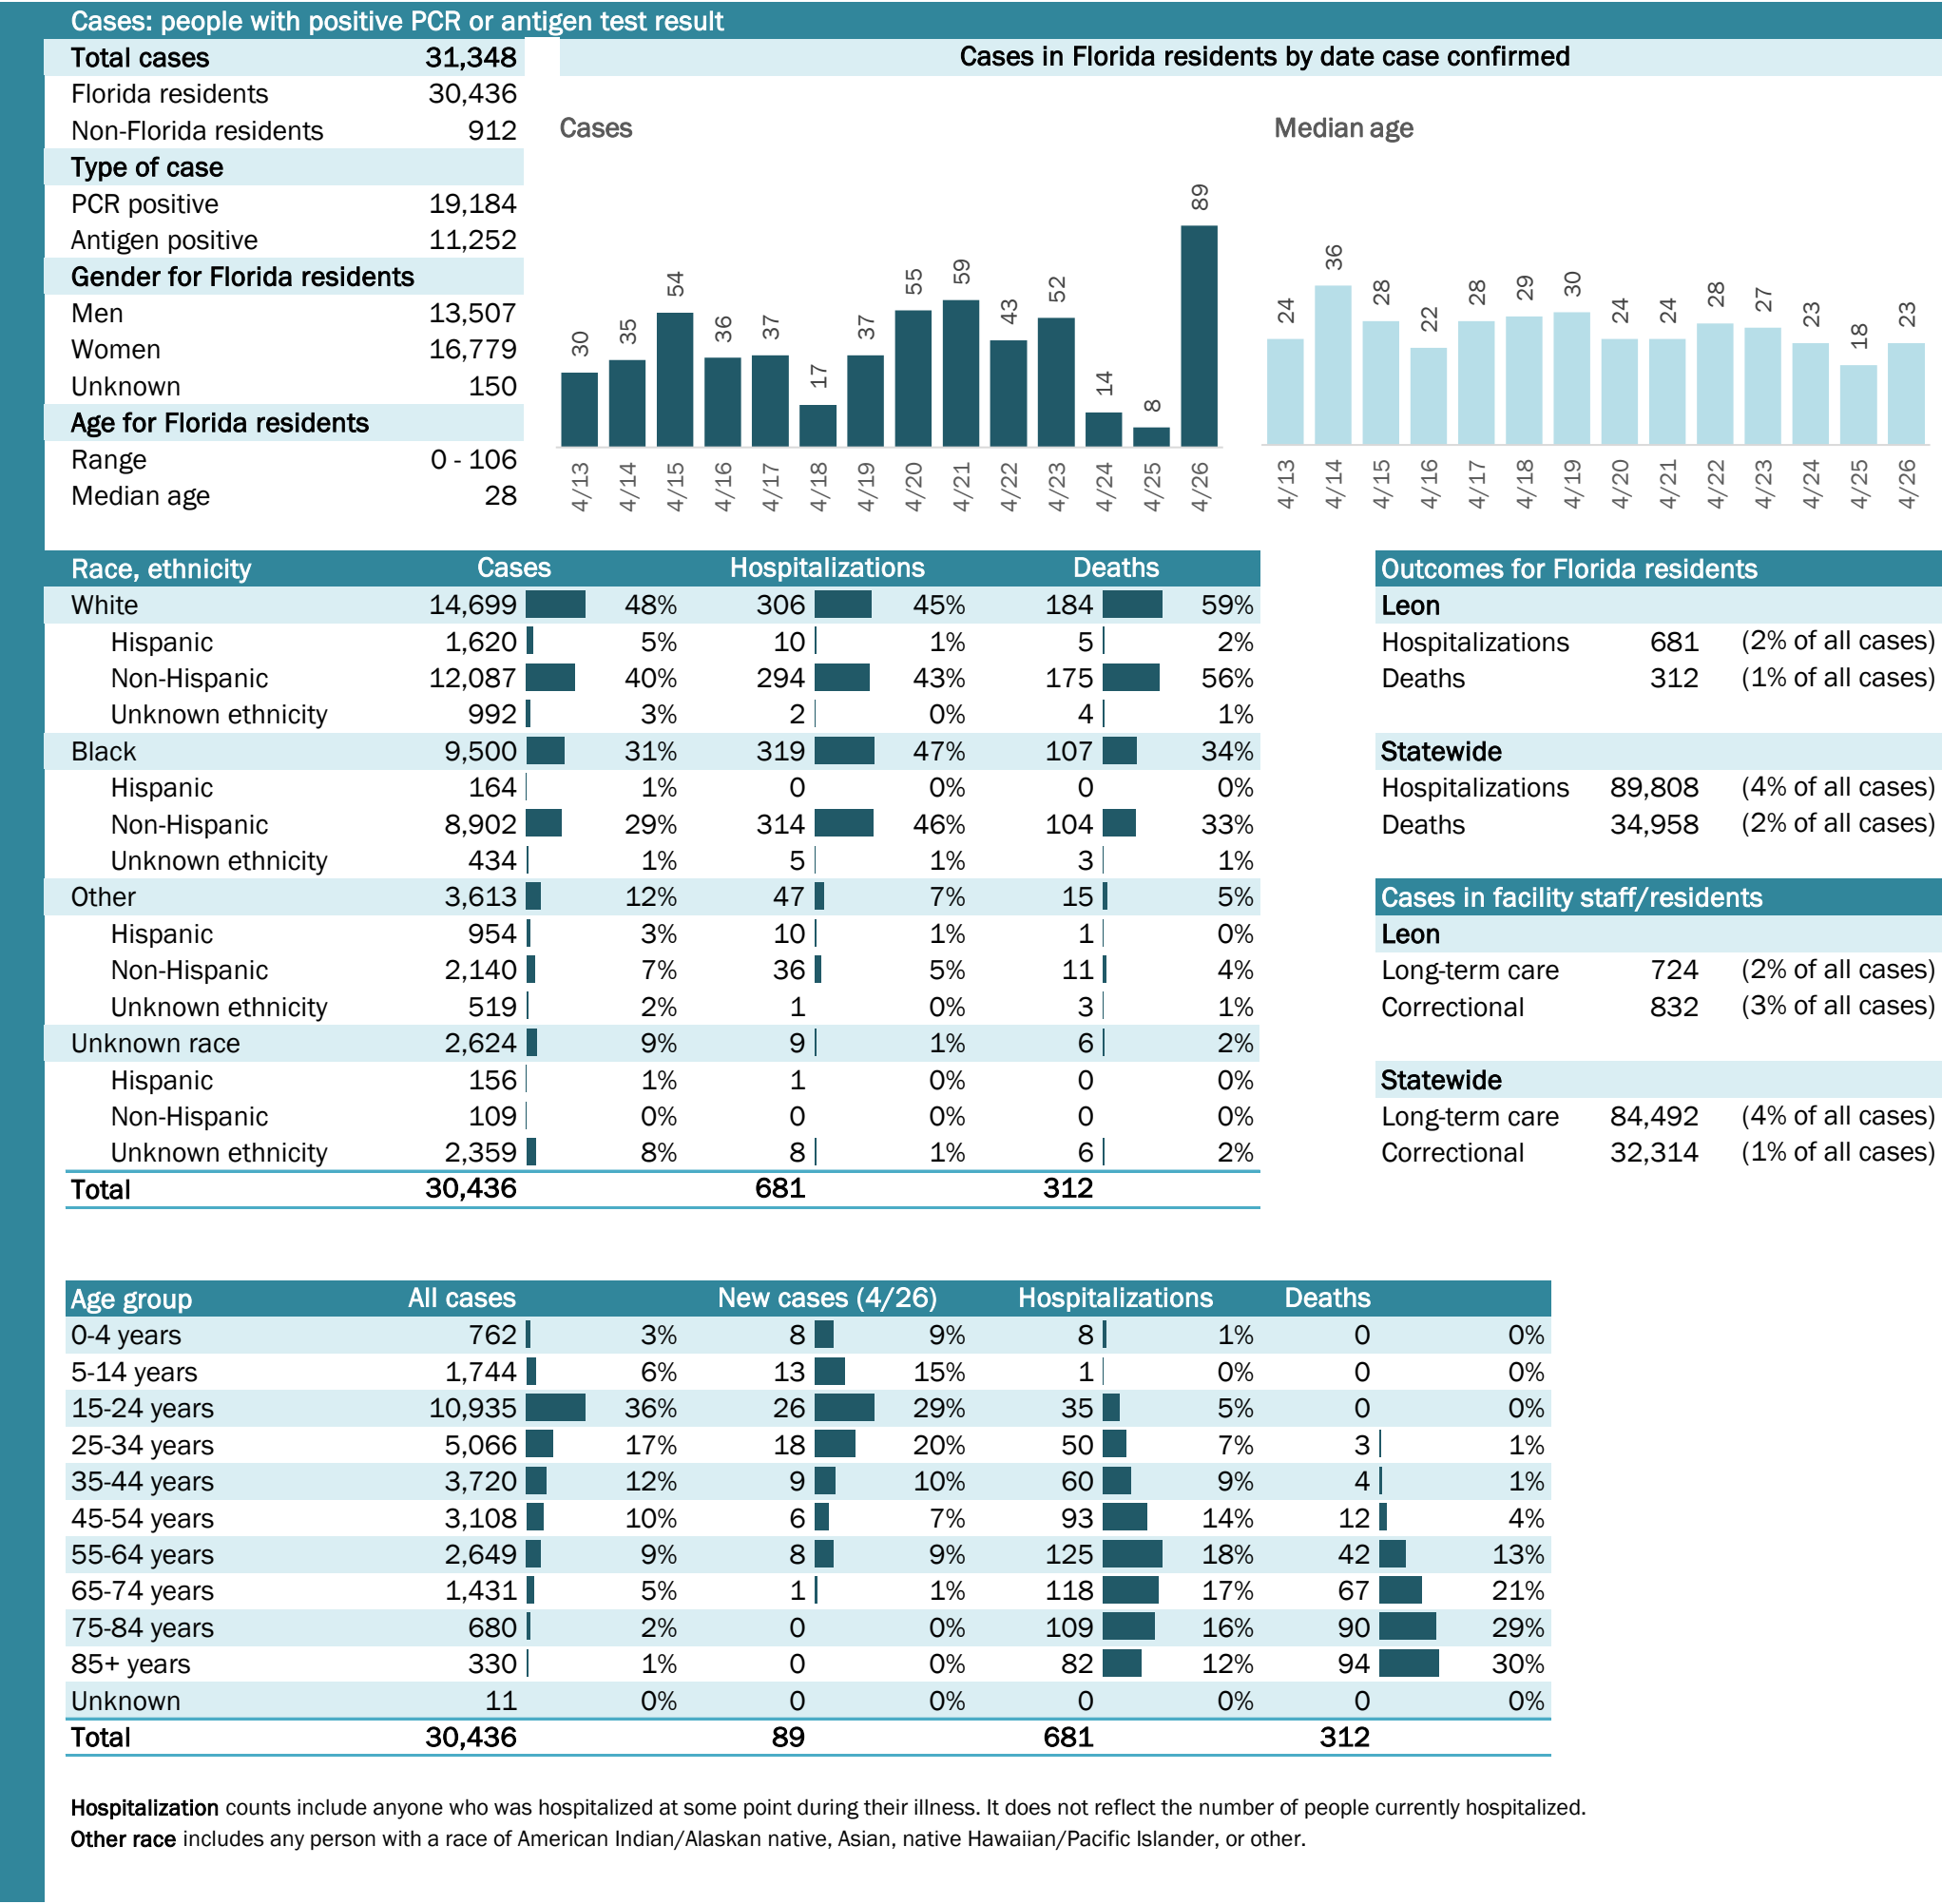 Cases: people with positive PCR or antigen test result
Total cases 31,348
Florida residents 30,436
Non-Florida residents 912
Type of case
PCR positive 19,184
Antigen positive 11,252
Gender for Florida residents
Men 13,507
Women 16,779
Unknown 150
Age for Florida residents
Range 0 - 106
Median age 28
Cases in Florida residents by date case confirmed
Cases
30 35 54 36 37 17 37 55 59 43 52 14 8 89
4/13 4/14 4/15 4/16 4/17 4/18 4/19 4/20 4/21 4/22 4/23 4/24 4/25 4/26
Median age
24 36 28 22 28 29 30 24 24 28 27 23 18 23
4/13 4/14 4/15 4/16 4/17 4/18 4/19 4/20 4/21 4/22 4/23 4/24 4/25 4/26
Race, ethnicity Cases Hospitalizations Deaths
White 14,699 48% 306 45% 184 59%
Hispanic 1,620 5% 10 1% 5 2%
Non-Hispanic 12,087 40% 294 43% 175 56%
Unknown ethnicity 992 3% 2 0% 4 1%
Black 9,500 31% 319 47% 107 34%
Hispanic 164 1% 0 0% 0 0%
Non-Hispanic 8,902 29% 314 46% 104 33%
Unknown ethnicity 434 1% 5 1% 3 1%
Other 3,613 12% 47 7% 15 5%
Hispanic 954 3% 10 1% 1 0%
Non-Hispanic 2,140 7% 36 5% 11 4%
Unknown ethnicity 519 2% 1 0% 3 1%
Unknown race 2,624 9% 9 1% 6 2%
Hispanic 156 1% 1 0% 0 0%
Non-Hispanic 109 0% 0 0% 0 0%
Unknown ethnicity 2,359 8% 8 1% 6 2%
Total 30,436 681 312
Outcomes for Florida residents
Leon
Hospitalizations 681 (2% of all cases)
Deaths 312 (1% of all cases)
Statewide
Hospitalizations 89,808 (4% of all cases)
Deaths 34,958 (2% of all cases)
Cases in facility staff/residents
Leon
Long-term care 724 (2% of all cases)
Correctional 832 (3% of all cases)
Statewide
Long-term care 84,492 (4% of all cases)
Correctional 32,314 (1% of all cases)
Age group All cases New cases (4/26) Hospitalizations Deaths
0-4 years 762 3% 8 9% 8 1% 0 0%
5-14 years 1,744 6% 13 15% 1 0% 0 0%
15-24 years 10,935 36% 26 29% 35 5% 0 0%
25-34 years 5,066 17% 18 20% 50 7% 3 1%
35-44 years 3,720 12% 9 10% 60 9% 4 1%
45-54 years 3,108 10% 6 7% 93 14% 12 4%
55-64 years 2,649 9% 8 9% 125 18% 42 13%
65-74 years 1,431 5% 1 1% 118 17% 67 21%
75-84 years 680 2% 0 0% 109 16% 90 29%
85+ years 330 1% 0 0% 82 12% 94 30%
Unknown 11 0% 0 0% 0 0% 0 0%
Total 30,436 89 681 312
Hospitalization counts include anyone who was hospitalized at some point during their illness. It does not reflect the number of people currently hospitalized.
Other race includes any person with a race of American Indian/Alaskan native, Asian, native Hawaiian/Pacific Islander, or other.